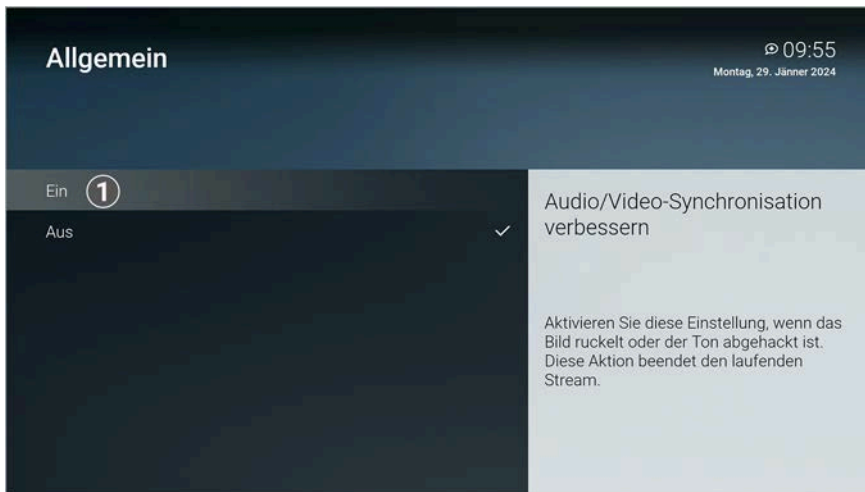 Allgemein
09:55
Montag, 29. Jänner 2024
Ein 1
Aus
Audio/Video-Synchronisation
verbessern
Aktivieren Sie diese Einstellung, wenn das
Bild ruckelt oder der Ton abgehackt ist.
Diese Aktion beendet den laufenden
Stream.